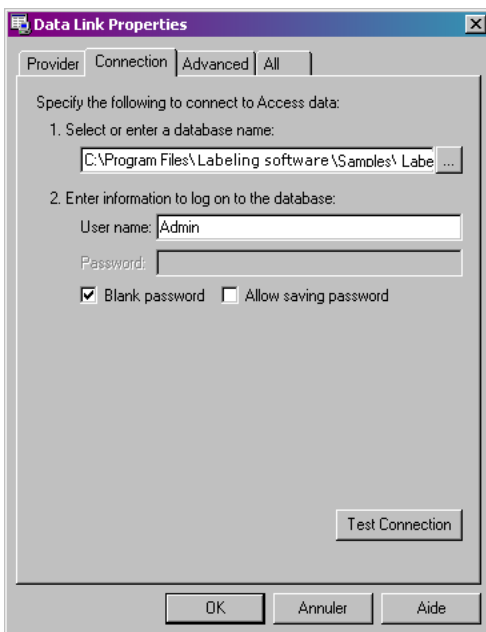 Data Link Properties
Provider Connection Advanced All
Specify the following to connect to Access data:
1. Select or enter a database name:
C:\Program Files\Labeling software\Samples\ Labe ...
2. Enter information to log on to the database:
User name: Admin
Password:
Blank password Allow saving password
Test Connection
OK Annuler Aide